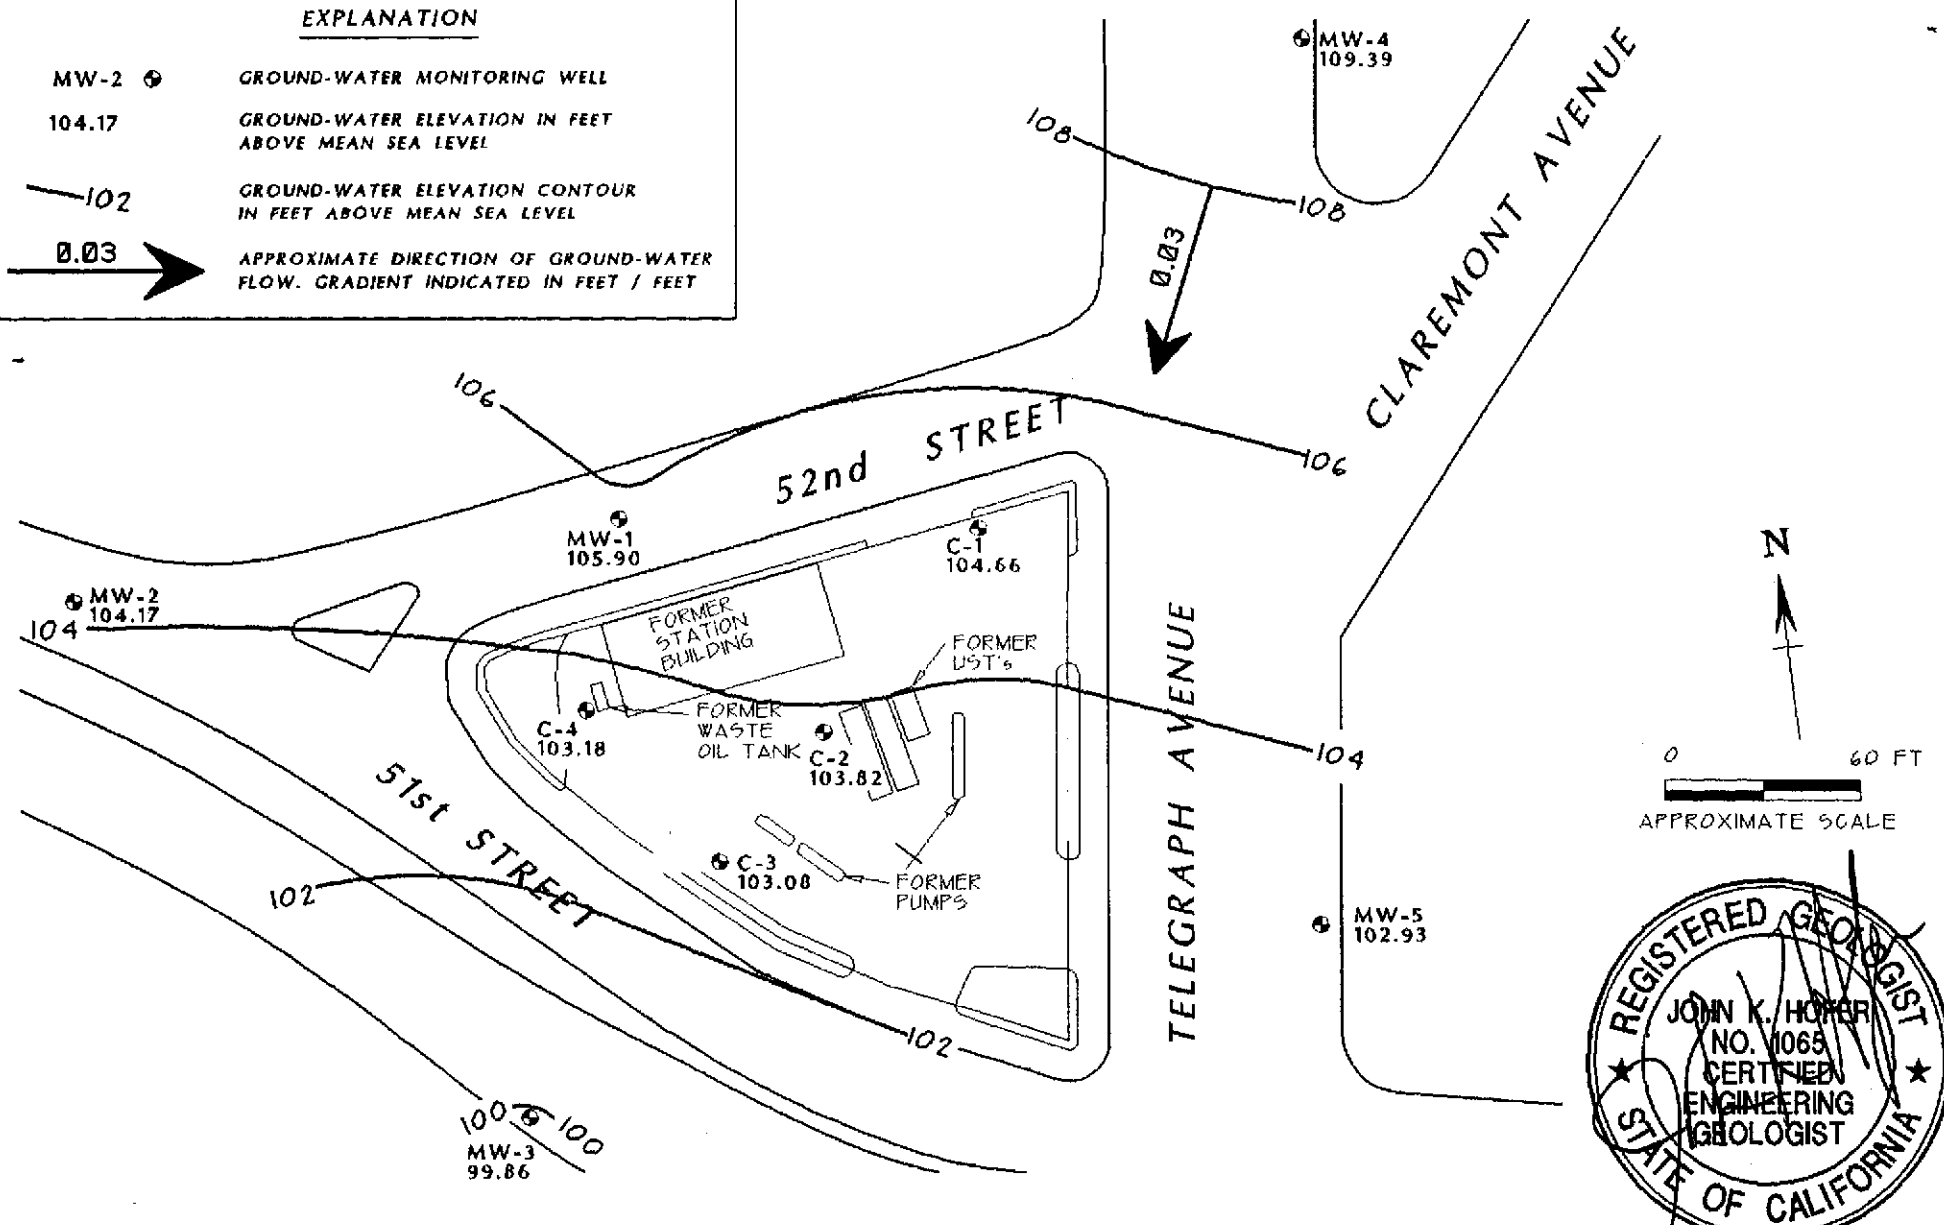 EXPLANATION
MW-2
GROUND-WATER MONITORING WELL
104.17
GROUND-WATER ELEVATION IN FEET
ABOVE MEAN SEA LEVEL
102
GROUND-WATER ELEVATION CONTOUR
IN FEET ABOVE MEAN SEA LEVEL
0.03
APPROXIMATE DIRECTION OF GROUND-WATER
FLOW. GRADIENT INDICATED IN FEET / FEET
MW-4
109.39
108
108
0.03
CLAREMONT AVENUE
106
106
52nd STREET
MW-1
105.90
C-1
104.66
MW-2
104.17
104
FORMER
STATION
BUILDING
FORMER
UST's
N
C-4
103.18
FORMER
WASTE
OIL TANK
C-2
103.82
104
0 60 FT
APPROXIMATE SCALE
51st STREET
TELEGRAPH AVENUE
C-3
103.08
FORMER
PUMPS
102
MW-5
102.93
102
100
100
MW-3
99.86
REGISTERED GEOLOGIST
JOHN K. HOFER
NO. 1065
CERTIFIED
ENGINEERING
GEOLOGIST
STATE OF CALIFORNIA